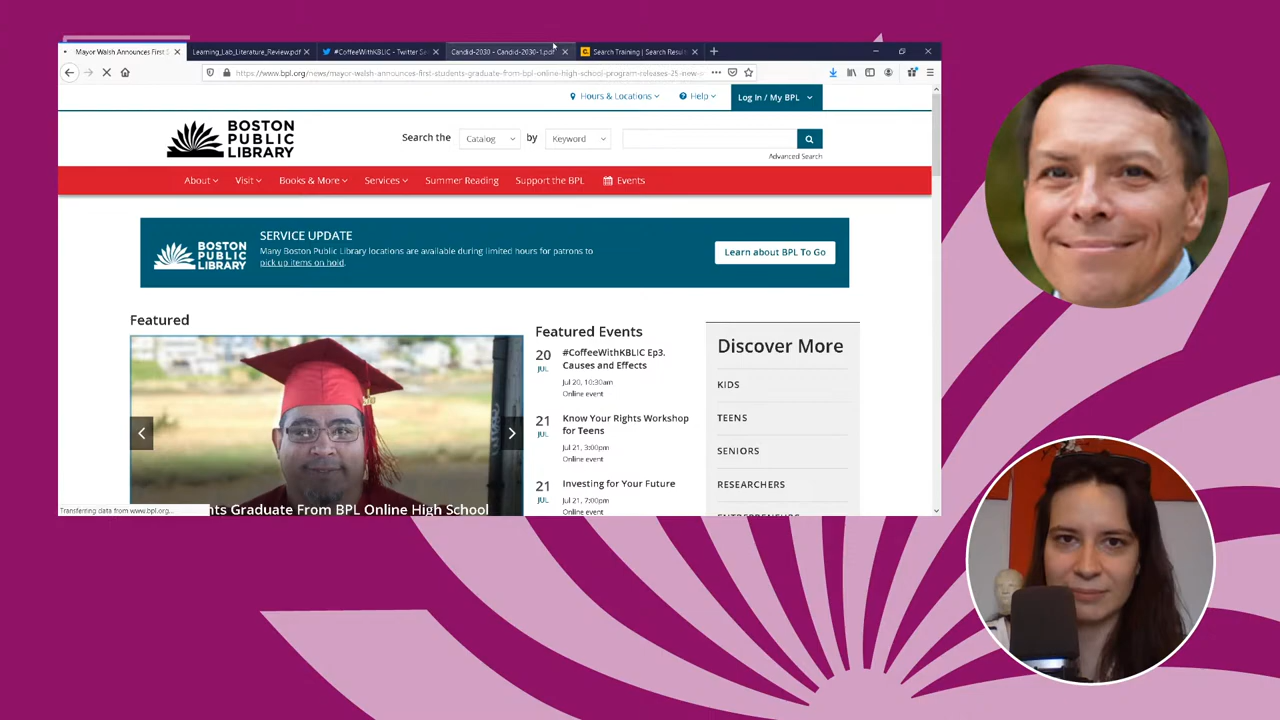 Mayor Walsh Announces First S
Learning_Lab_Literature_Review.pdf
#CoffeeWithKBLIC - Twitter Se
Candid-2030 - Candid-2030-1.pdf
Search Training | Search Resul
https://www.bpl.org/news/mayor-walsh-announces-first-students-graduate-from-bpl-online-high-school-program-releases-25-new-
Hours & Locations
Help
Log In / My BPL
BOSTON
PUBLIC
LIBRARY
Search the
Catalog
by
Keyword
Advanced Search
About
Visit
Books & More
Services
Summer Reading
Support the BPL
Events
BOSTON
PUBLIC
LIBRARY
SERVICE UPDATE
Many Boston Public Library locations are available during limited hours for patrons to
pick up items on hold.
Learn about BPL To Go
Featured
nts Graduate From BPL Online High School
Featured Events
20
JUL
#CoffeeWithKBLIC Ep3.
Causes and Effects
Jul 20, 10:30am
Online event
21
JUL
Know Your Rights Workshop
for Teens
Jul 21, 3:00pm
Online event
21
JUL
Investing for Your Future
Jul 21, 7:00pm
Online event
Discover More
KIDS
TEENS
SENIORS
RESEARCHERS
ENTREPRENEURS
Transferring data from www.bpl.org...